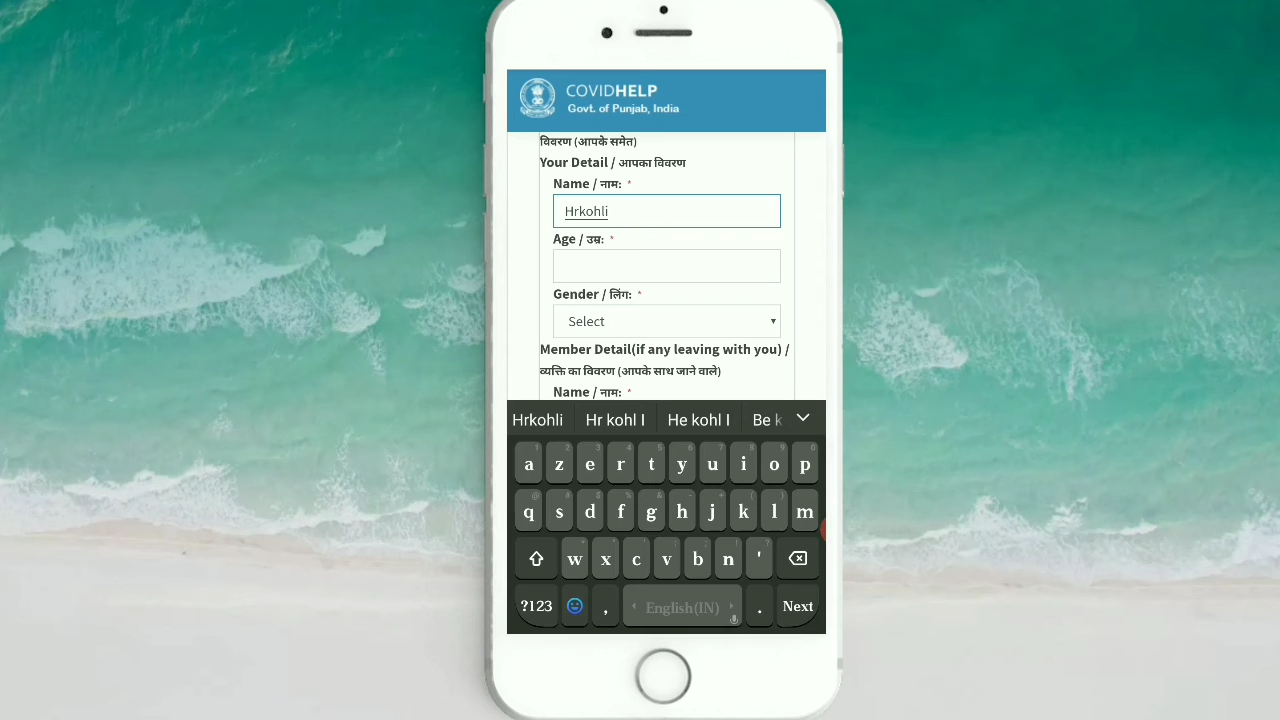 COVIDHELP
Govt. of Punjab, India
विवरण (आपके समेत)
Your Detail / आपका विवरण
Name / नामः *
Hrkohli
Age / उम्रः *
Gender / लिंगः *
Select
Member Detail(if any leaving with you) /
व्यक्ति का विवरण (आपके साथ जाने वाले)
Name / नामः *
Hrkohli Hr kohl I He kohl I Be k
a z e r t y u i o p
q s d f g h j k l m
w x c v b n '
?123 , English(IN) . Next